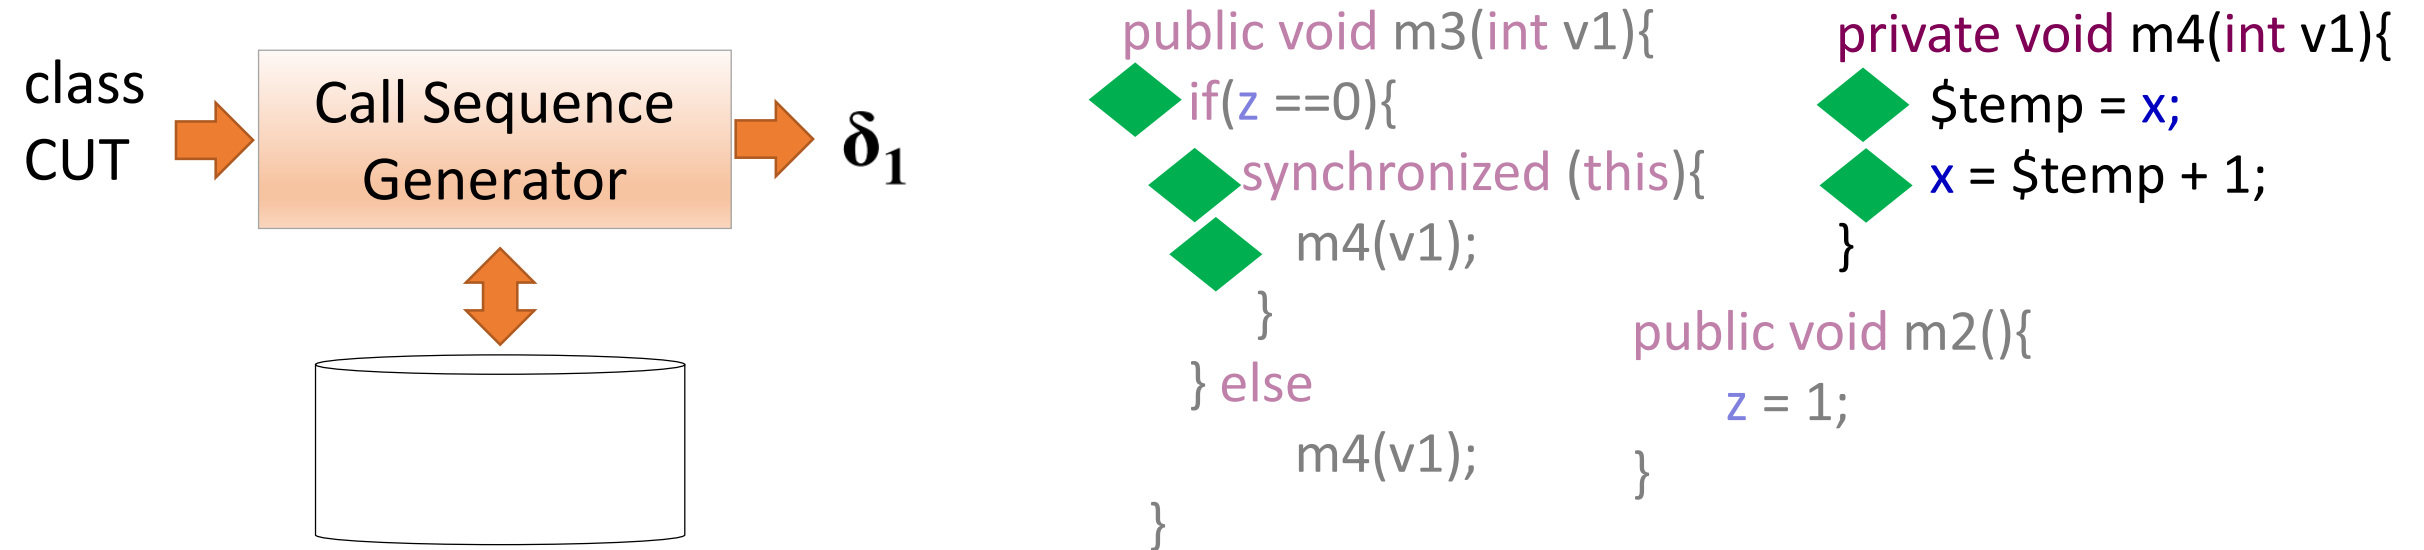 class
CUT
Call Sequence
Generator
δ1
public void m3(int v1){
if(z ==0){
synchronized (this){
m4(v1);
}
} else
m4(v1);
}
private void m4(int v1){
$temp = x;
x = $temp + 1;
}
public void m2(){
z = 1;
}